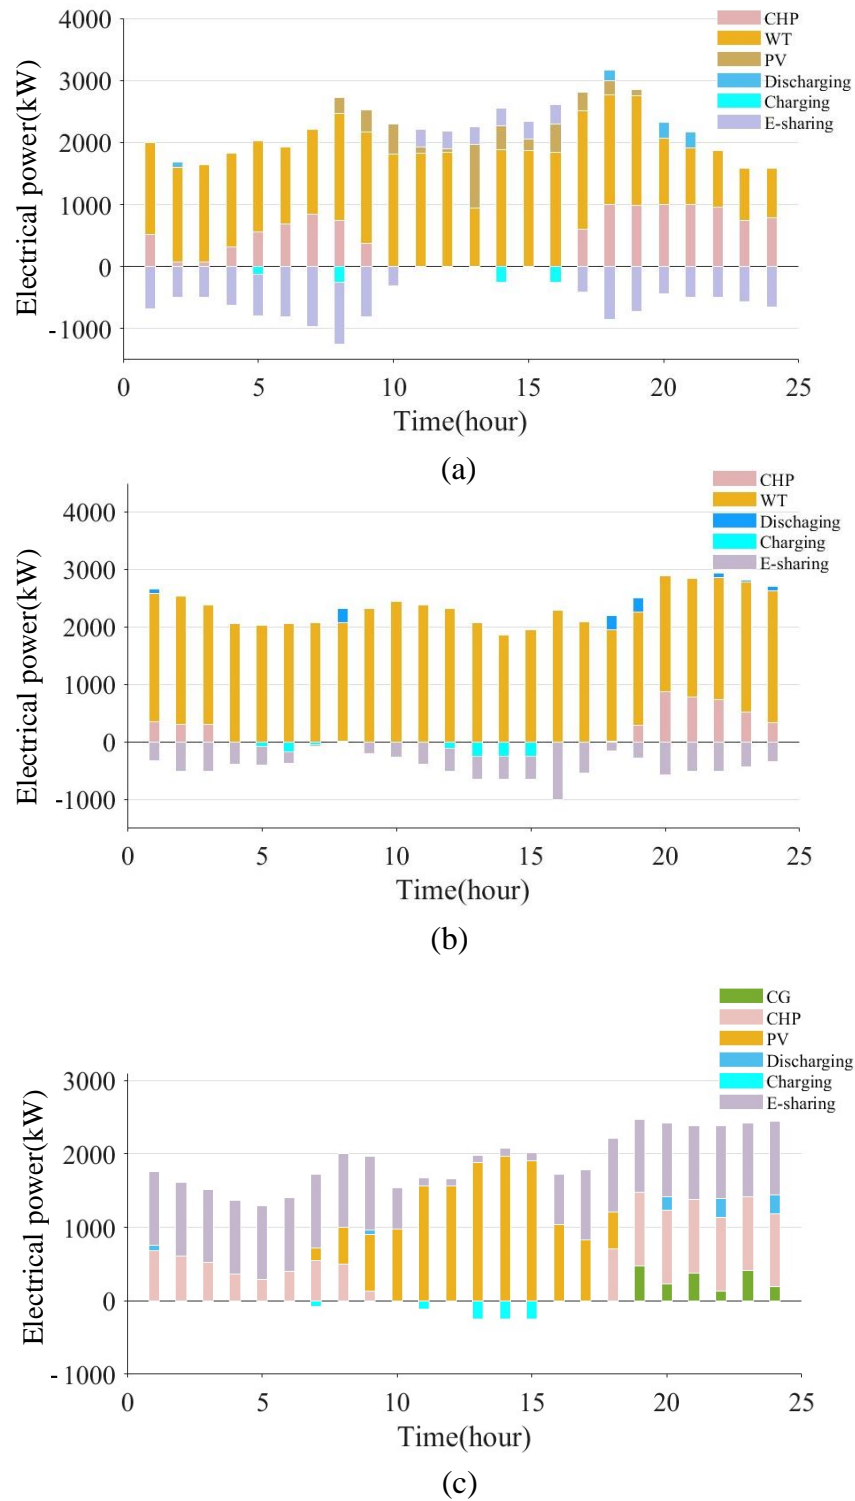 4000
3000
2000
1000
0
-1000
Electrical power(kW)
CHP
WT
PV
Discharging
Charging
E-sharing
0 5 10 15 20 25
Time(hour)
(a)
4000
3000
2000
1000
0
-1000
Electrical power(kW)
CHP
WT
Dischaging
Charging
E-sharing
0 5 10 15 20 25
Time(hour)
(b)
3000
2000
1000
0
-1000
Electrical power(kW)
CG
CHP
PV
Discharging
Charging
E-sharing
0 5 10 15 20 25
Time(hour)
(c)